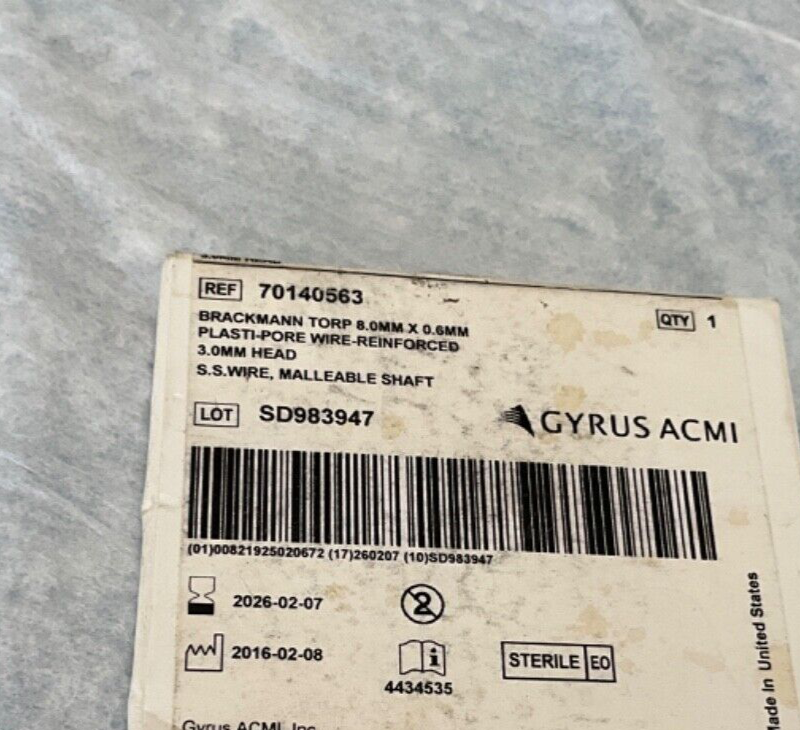 REF 70140563
QTY 1
BRACKMANN TORP 8.0MM X 0.6MM
PLASTI-PORE WIRE-REINFORCED
3.0MM HEAD
S.S.WIRE, MALLEABLE SHAFT
LOT SD983947
GYRUS ACMI
(01)00821925020672 (17)260207 (10)SD983947
2026-02-07
2
2016-02-08
i
STERILE EO
4434535
Made In United States
Gyrus ACMI, Inc.